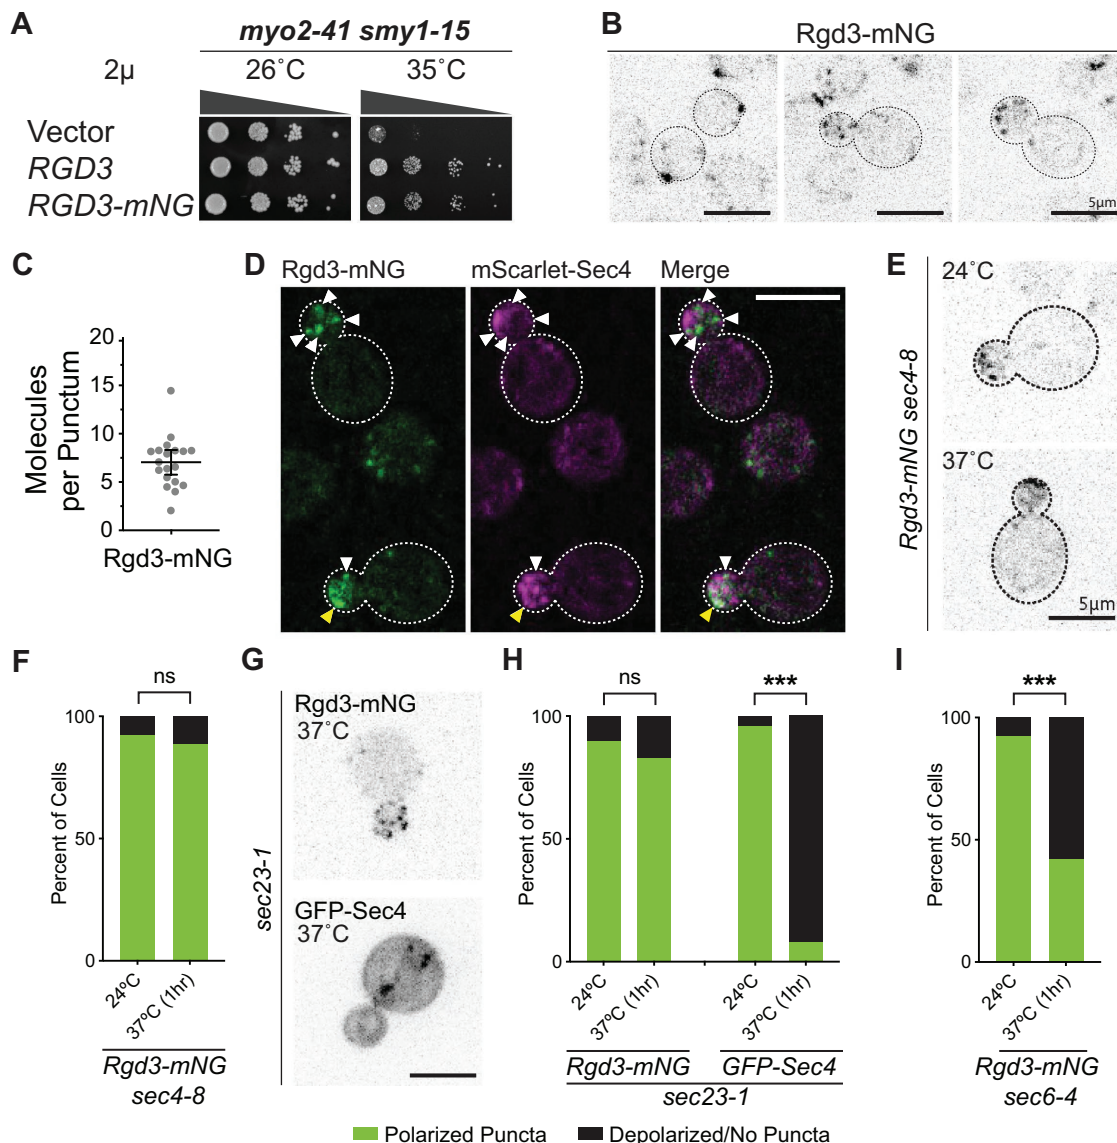 A
myo2-41 smy1-15
2µ
26˚C
35˚C
Vector
RGD3
RGD3-mNG
B
Rgd3-mNG
5µm
C
Molecules
per Punctum
20
15
10
5
0
Rgd3-mNG
D
Rgd3-mNG
mScarlet-Sec4
Merge
E
Rgd3-mNG sec4-8
24˚C
37˚C
5µm
F
ns
Percent of Cells
100
50
0
24ºC
37ºC (1hr)
Rgd3-mNG
sec4-8
G
sec23-1
Rgd3-mNG
37˚C
GFP-Sec4
37˚C
H
ns
***
Percent of Cells
100
50
0
24ºC
37ºC (1hr)
24ºC
37ºC (1hr)
Rgd3-mNG
GFP-Sec4
sec23-1
I
***
Percent of Cells
100
50
0
24ºC
37ºC (1hr)
Rgd3-mNG
sec6-4
Polarized Puncta
Depolarized/No Puncta